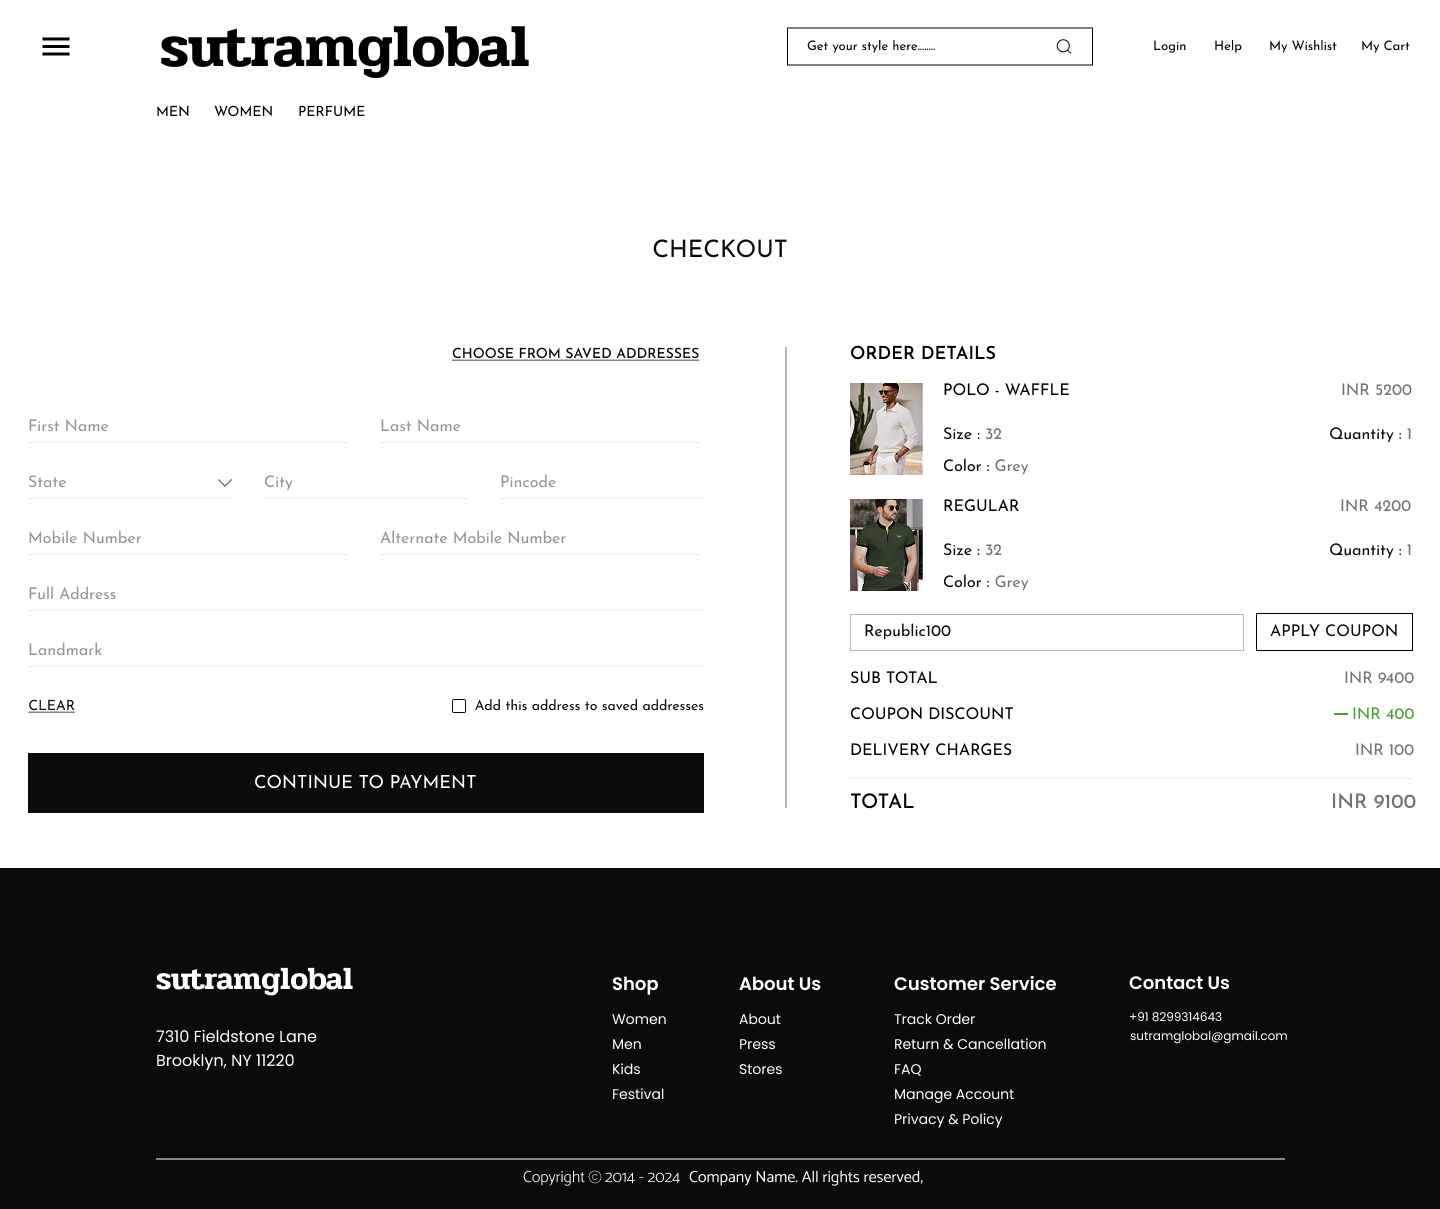 sutramglobal
Get your style here........
Login
Help
My Wishlist
My Cart
MEN
WOMEN
PERFUME
CHECKOUT
CHOOSE FROM SAVED ADDRESSES
First Name
Last Name
State
City
Pincode
Mobile Number
Alternate Mobile Number
Full Address
Landmark
CLEAR
Add this address to saved addresses
CONTINUE TO PAYMENT
ORDER DETAILS
POLO - WAFFLE
INR 5200
Size : 32
Quantity : 1
Color : Grey
REGULAR
INR 4200
Size : 32
Quantity : 1
Color : Grey
Republic100
APPLY COUPON
SUB TOTAL
INR 9400
COUPON DISCOUNT
— INR 400
DELIVERY CHARGES
INR 100
TOTAL
INR 9100
sutramglobal
7310 Fieldstone Lane
Brooklyn, NY 11220
Shop
Women
Men
Kids
Festival
About Us
About
Press
Stores
Customer Service
Track Order
Return & Cancellation
FAQ
Manage Account
Privacy & Policy
Contact Us
+91 8299314643
sutramglobal@gmail.com
Copyright © 2014 - 2024 Company Name. All rights reserved,